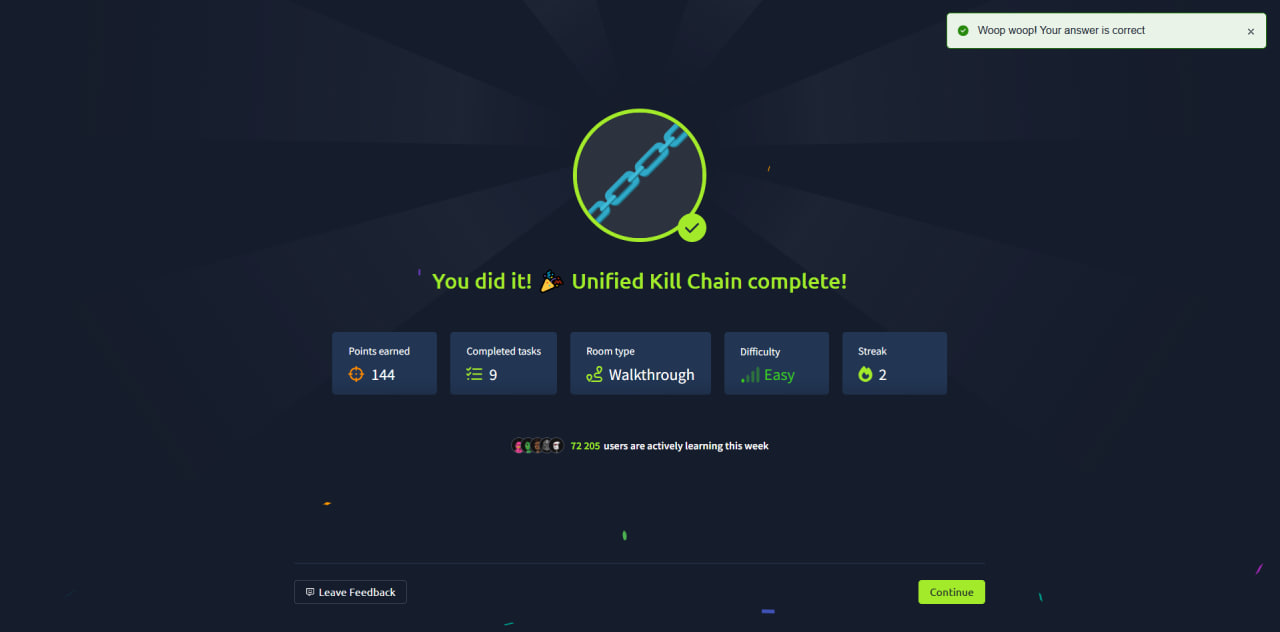 Woop woop! Your answer is correct
You did it! 🎉 Unified Kill Chain complete!
Points earned
144
Completed tasks
9
Room type
Walkthrough
Difficulty
Easy
Streak
2
72 205 users are actively learning this week
Leave Feedback
Continue